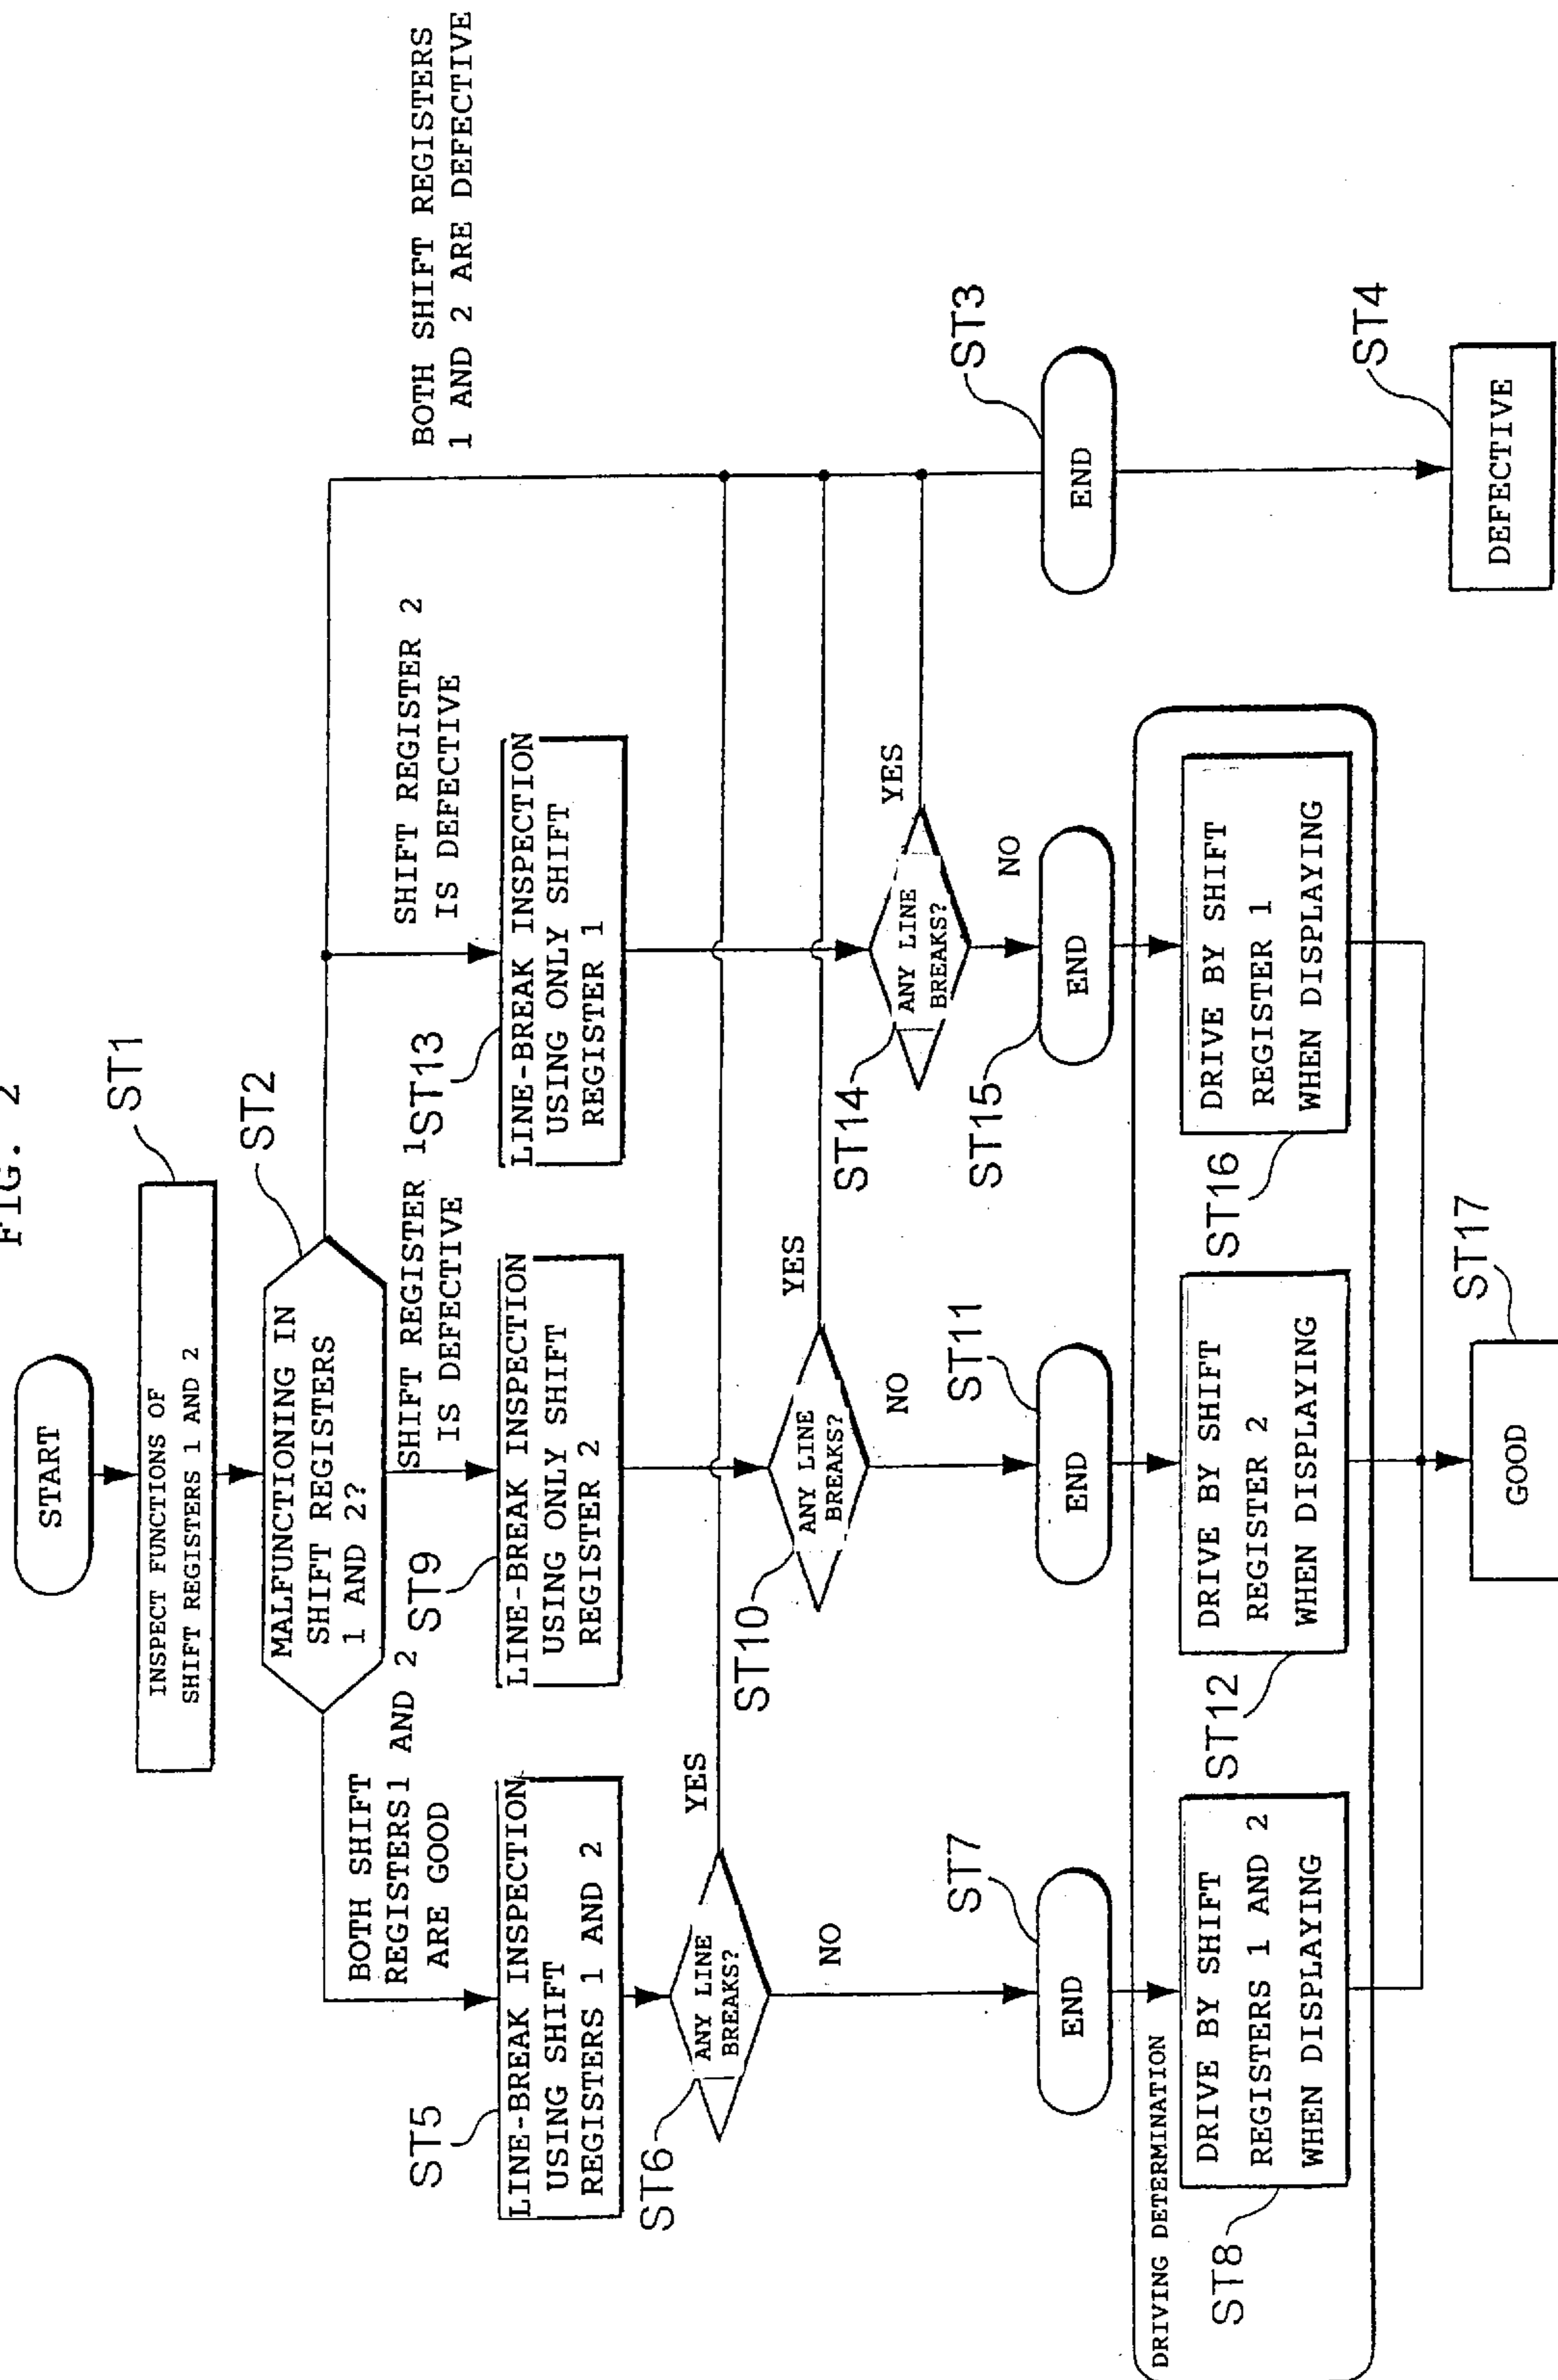 FIG. 2
START
ST1
INSPECT FUNCTIONS OF
SHIFT REGISTERS 1 AND 2
ST2
MALFUNCTIONING IN
SHIFT REGISTERS
1 AND 2?
BOTH SHIFT
REGISTERS1 AND 2
ARE GOOD
SHIFT REGISTER 1
IS DEFECTIVE
SHIFT REGISTER 2
IS DEFECTIVE
BOTH SHIFT REGISTERS
1 AND 2 ARE DEFECTIVE
ST5
LINE-BREAK INSPECTION
USING SHIFT
REGISTERS 1 AND 2
ST9
LINE-BREAK INSPECTION
USING ONLY SHIFT
REGISTER 2
ST13
LINE-BREAK INSPECTION
USING ONLY SHIFT
REGISTER 1
ST6
ANY LINE
BREAKS?
YES
NO
ST10
ANY LINE
BREAKS?
YES
NO
ST14
ANY LINE
BREAKS?
YES
NO
ST7
END
ST11
END
ST15
END
ST3
END
DRIVING DETERMINATION
ST8
DRIVE BY SHIFT
REGISTERS 1 AND 2
WHEN DISPLAYING
ST12
DRIVE BY SHIFT
REGISTER 2
WHEN DISPLAYING
ST16
DRIVE BY SHIFT
REGISTER 1
WHEN DISPLAYING
ST17
GOOD
ST4
DEFECTIVE